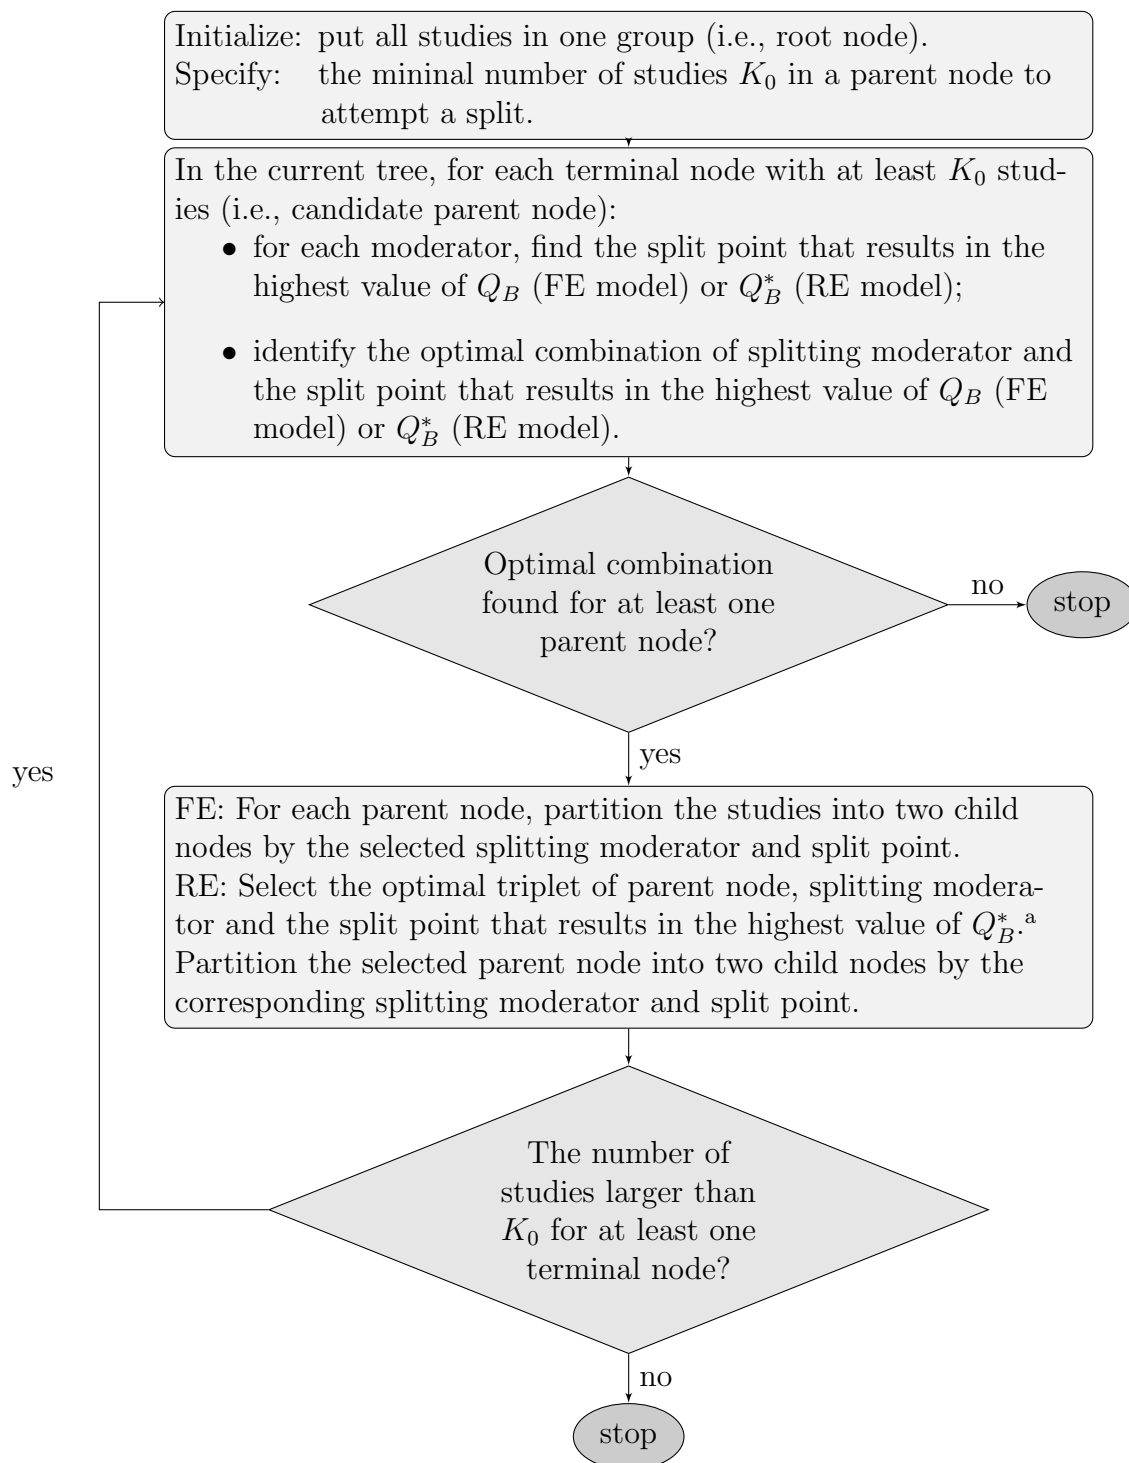 Initialize: put all studies in one group (i.e., root node).
Specify: the mininal number of studies K₀ in a parent node to
attempt a split.
In the current tree, for each terminal node with at least K₀ stud-
ies (i.e., candidate parent node):
• for each moderator, find the split point that results in the
highest value of Q_B (FE model) or Q*_B (RE model);
• identify the optimal combination of splitting moderator and
the split point that results in the highest value of Q_B (FE
model) or Q*_B (RE model).
Optimal combination
found for at least one
parent node?
no
stop
yes
yes
FE: For each parent node, partition the studies into two child
nodes by the selected splitting moderator and split point.
RE: Select the optimal triplet of parent node, splitting modera-
tor and the split point that results in the highest value of Q*_B.ᵃ
Partition the selected parent node into two child nodes by the
corresponding splitting moderator and split point.
The number of
studies larger than
K₀ for at least one
terminal node?
no
stop